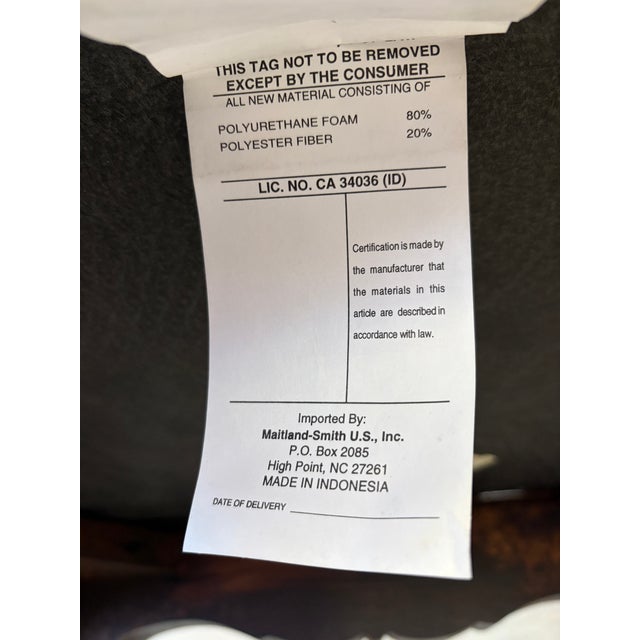 THIS TAG NOT TO BE REMOVED
EXCEPT BY THE CONSUMER
ALL NEW MATERIAL CONSISTING OF
POLYURETHANE FOAM 80%
POLYESTER FIBER 20%
LIC. NO. CA 34036 (ID)
Certification is made by
the manufacturer that
the materials in this
article are described in
accordance with law.
Imported By:
Maitland-Smith U.S., Inc.
P.O. Box 2085
High Point, NC 27261
MADE IN INDONESIA
DATE OF DELIVERY